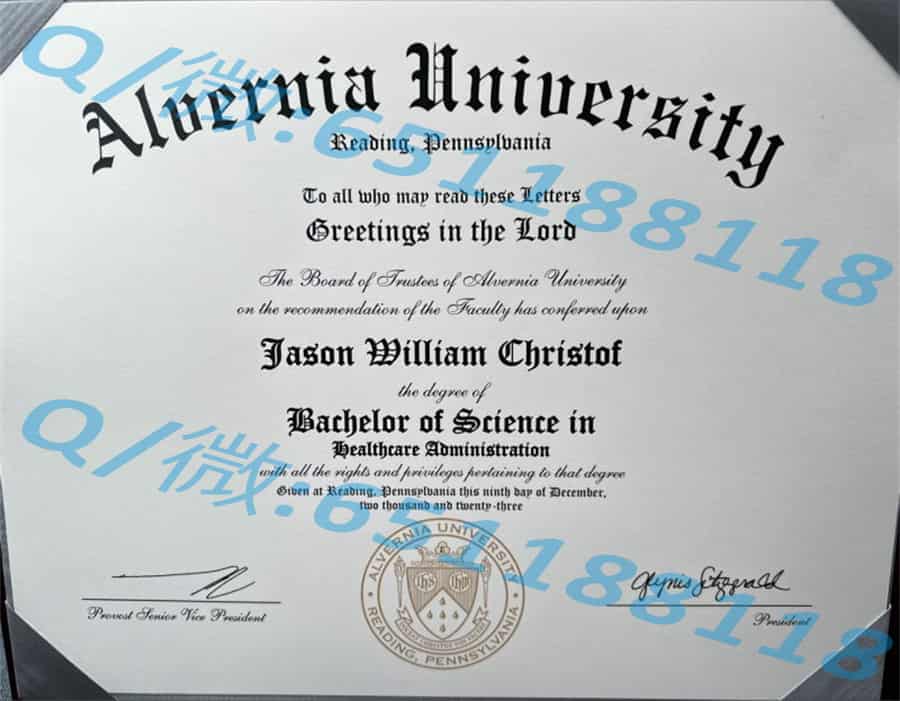 Alvernia University
Reading, Pennsylvania
To all who may read these Letters
Greetings in the Lord
The Board of Trustees of Alvernia University
on the recommendation of the Faculty has conferred upon
Jason William Christof
the degree of
Bachelor of Science in
Healthcare Administration
with all the rights and privileges pertaining to that degree
Given at Reading, Pennsylvania this ninth day of December,
two thousand and twenty-three
ALVERNIA UNIVERSITY
READING, PENNSYLVANIA
Glynis Fitzgerald
Provost Senior Vice President
President
Q/微:651188118
Q/微:651188118